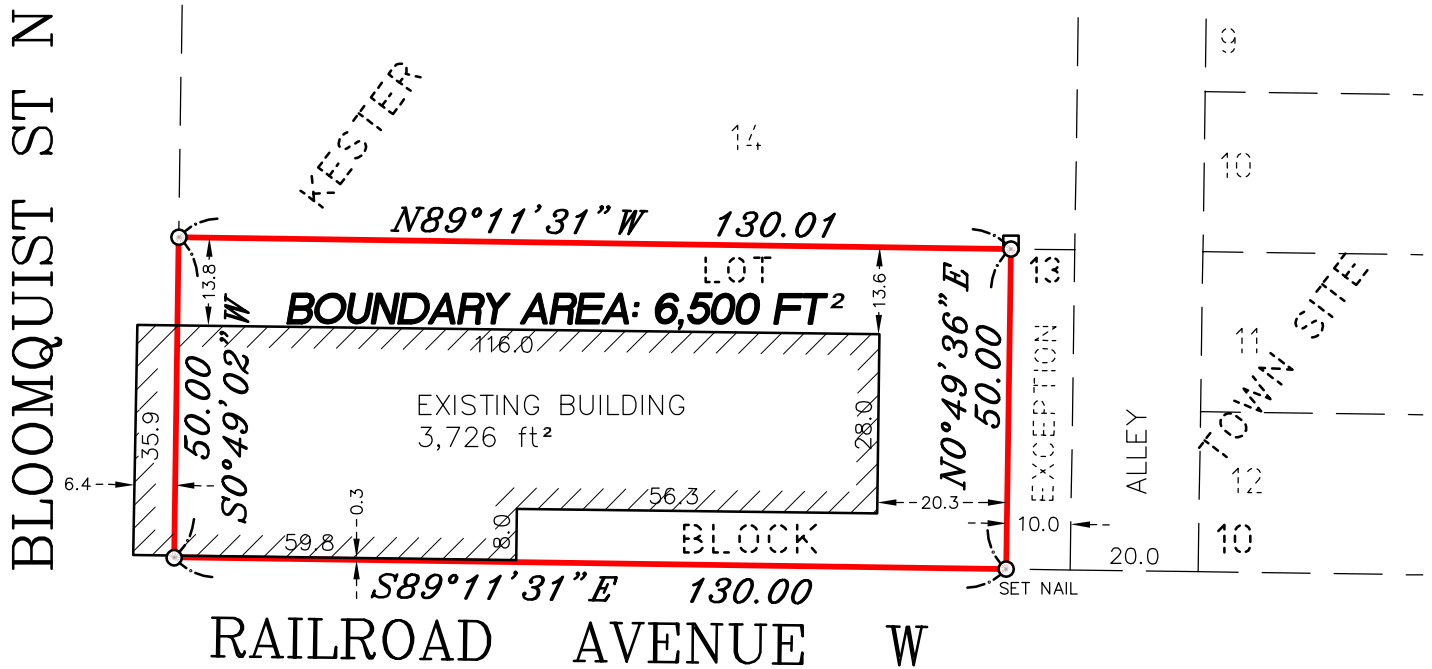 BLOOMQUIST ST N
KESTER
14
9
10
N89°11'31"W 130.01
LOT
13
13.8
13.6
BOUNDARY AREA: 6,500 FT²
116.0
TOWN SITE
11
EXISTING BUILDING
3,726 ft²
35.9
50.00
S0°49'02"W
28.0
N0°49'36"E
50.00
EXCEPTION
ALLEY
12
6.4
0.3
56.3
20.3
10.0
59.8
8.0
BLOCK
10
20.0
S89°11'31"E 130.00
SET NAIL
RAILROAD AVENUE W